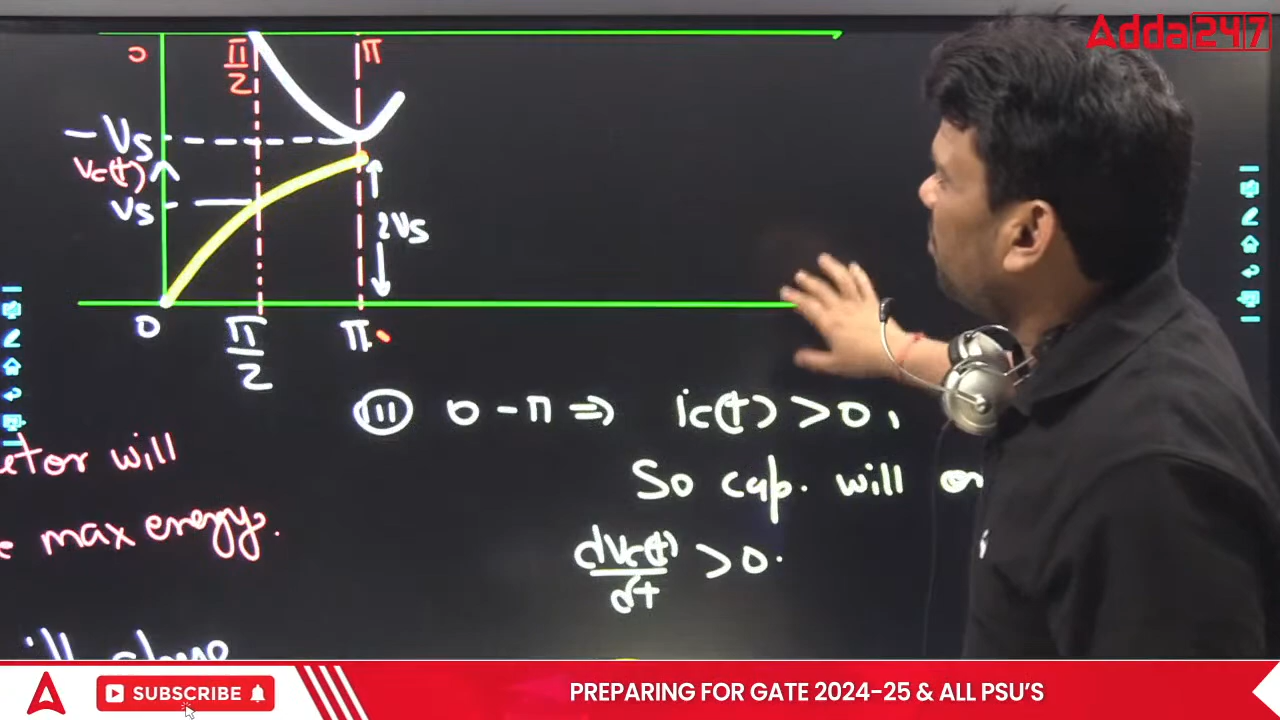 Adda247
0
π/2
π
-Vs
Vc(t)
Vs
2Vs
0
π/2
π
(III) 0 - π ⇒ ic(t) > 0,
So cap. will
etor will
max energy.
dVc(t)/dt > 0.
SUBSCRIBE
PREPARING FOR GATE 2024-25 & ALL PSU'S